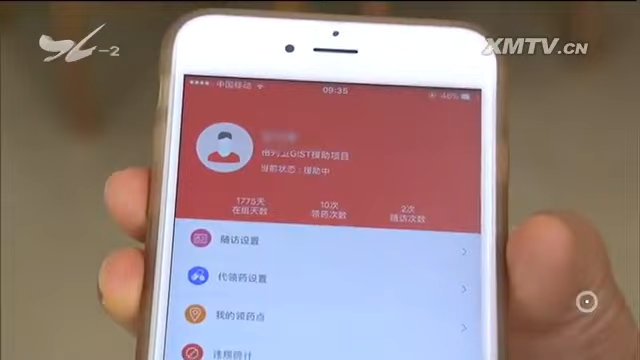 -2
XMTV.CN
中国移动
09:35
46%
格列卫GIST援助项目
当前状态：援助中
1775天
10次
2次
在组天数
领药次数
随访次数
随访设置
代领药设置
我的领药点
违规统计